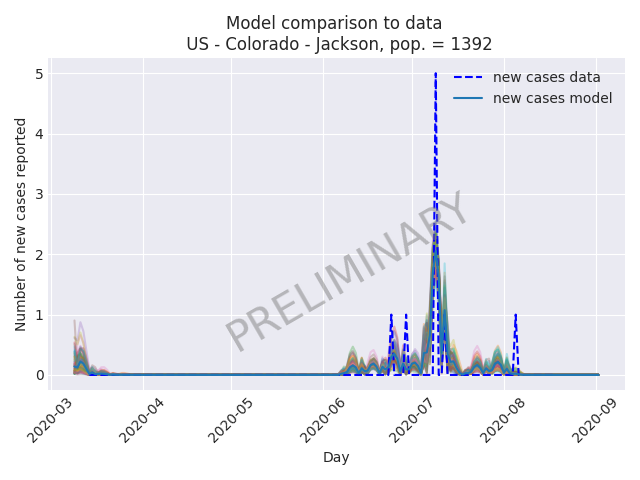 Model comparison to data
US - Colorado - Jackson, pop. = 1392
new cases data
new cases model
PRELIMINARY
Number of new cases reported
5
4
3
2
1
0
2020-03
2020-04
2020-05
2020-06
2020-07
2020-08
2020-09
Day